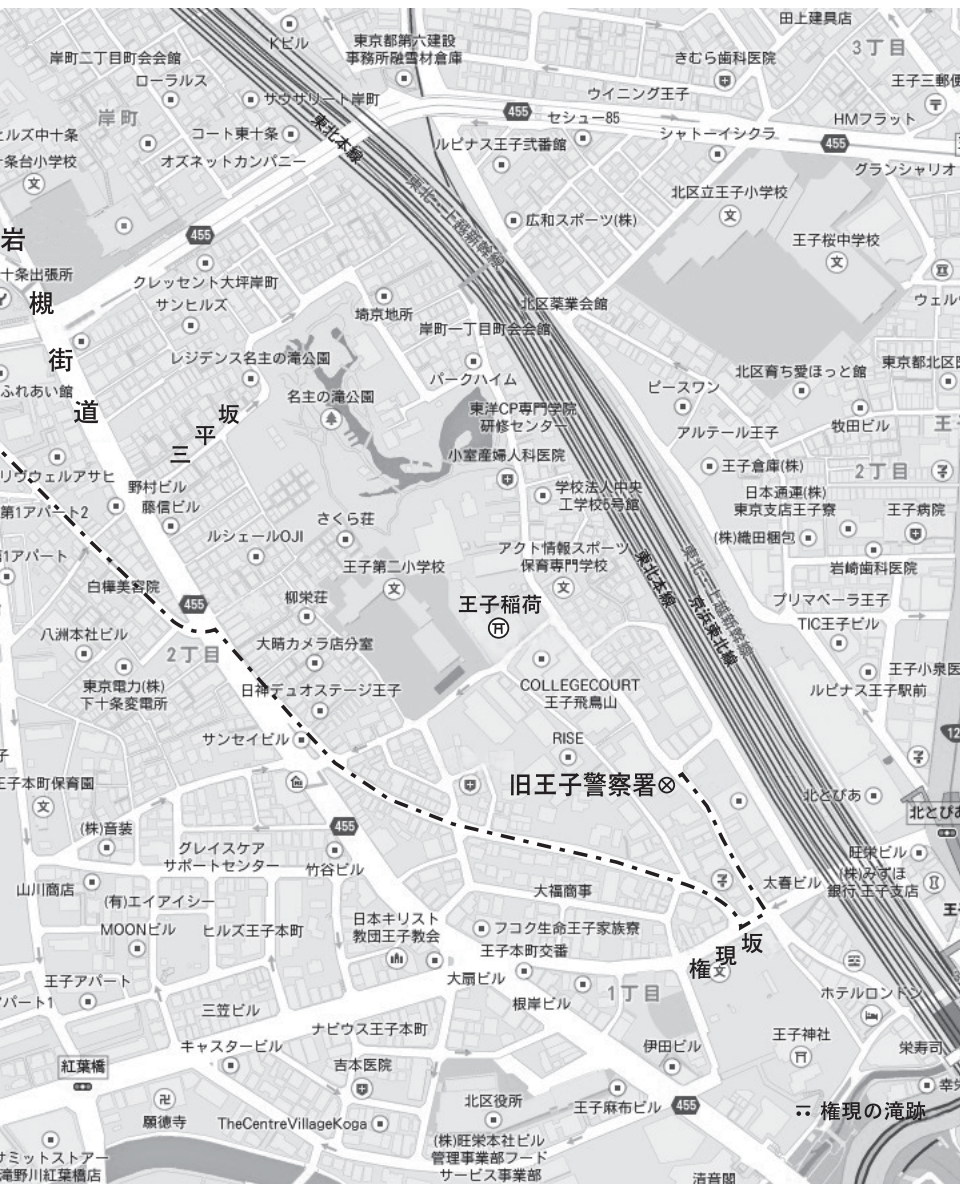 田上建具店
Kビル
東京都第六建設
事務所融雪材倉庫
3丁目
岸町二丁目町会会館
きむら歯科医院
ローラルス
王子三郵便
サウサリート岸町
ウイニング王子
岸町
455
セシュー85
HMフラット
コート東十条
東北本線
シャトーイシクラ
ルピナス王子弐番館
455
オズネットカンパニー
条台小学校
文
グランシャリオ
東北・上越新幹線
北区立王子小学校
文
広和スポーツ(株)
455
岩
王子桜中学校
文
十条出張所
クレッセント大坪岸町
槻
サンヒルズ
埼京地所
北区薬業会館
岸町一丁目町会会館
街
レジデンス名主の滝公園
東京都北区
北区育ち愛ほっと館
パークハイム
ふれあい館
ピースワン
名主の滝公園
道
坂
平
三
東洋CP専門学院
研修センター
牧田ビル
アルテール王子
小室産婦人科医院
王子倉庫(株)
2丁目
リヴウェルアサヒ
野村ビル
藤信ビル
学校法人中央
工学校5号館
日本通運(株)
東京支店王子寮
王子病院
第1アパート2
さくら荘
ルシェールOJI
(株)織田梱包
アクト情報スポーツ
保育専門学校
文
王子第二小学校
文
岩崎歯科医院
白樺美容院
東北本線
東北・上越新幹線
京浜東北線
455
柳栄荘
王子稲荷
プリマベーラ王子
TIC王子ビル
八洲本社ビル
大晴カメラ店分室
2丁目
王子小泉医
東京電力(株)
下十条変電所
日神デュオステージ王子
COLLEGECOURT
王子飛鳥山
ルピナス王子駅前
サンセイビル
RISE
12
王子本町保育園
文
旧王子警察署
北とぴあ
北とぴあ
455
(株)音装
グレイスケア
サポートセンター
竹谷ビル
旺栄ビル
(株)みずほ
銀行 王子支店
太春ビル
山川商店
大福商事
(有)エイアイシー
MOONビル
ヒルズ王子本町
日本キリスト
教団王子教会
フコク生命王子家族寮
王子本町交番
坂
現
権
文
大扇ビル
王子アパート
アパート1
根岸ビル
1丁目
ホテルロンドン
三笠ビル
ナビウス王子本町
王子神社
キャスタービル
吉本医院
伊田ビル
栄寿司
紅葉橋
願徳寺
TheCentreVillageKoga
北区役所
王子麻布ビル
455
権現の滝跡
サミットストアー
滝野川紅葉橋店
(株)旺栄本社ビル
管理事業部フード
サービス事業部
清音閣